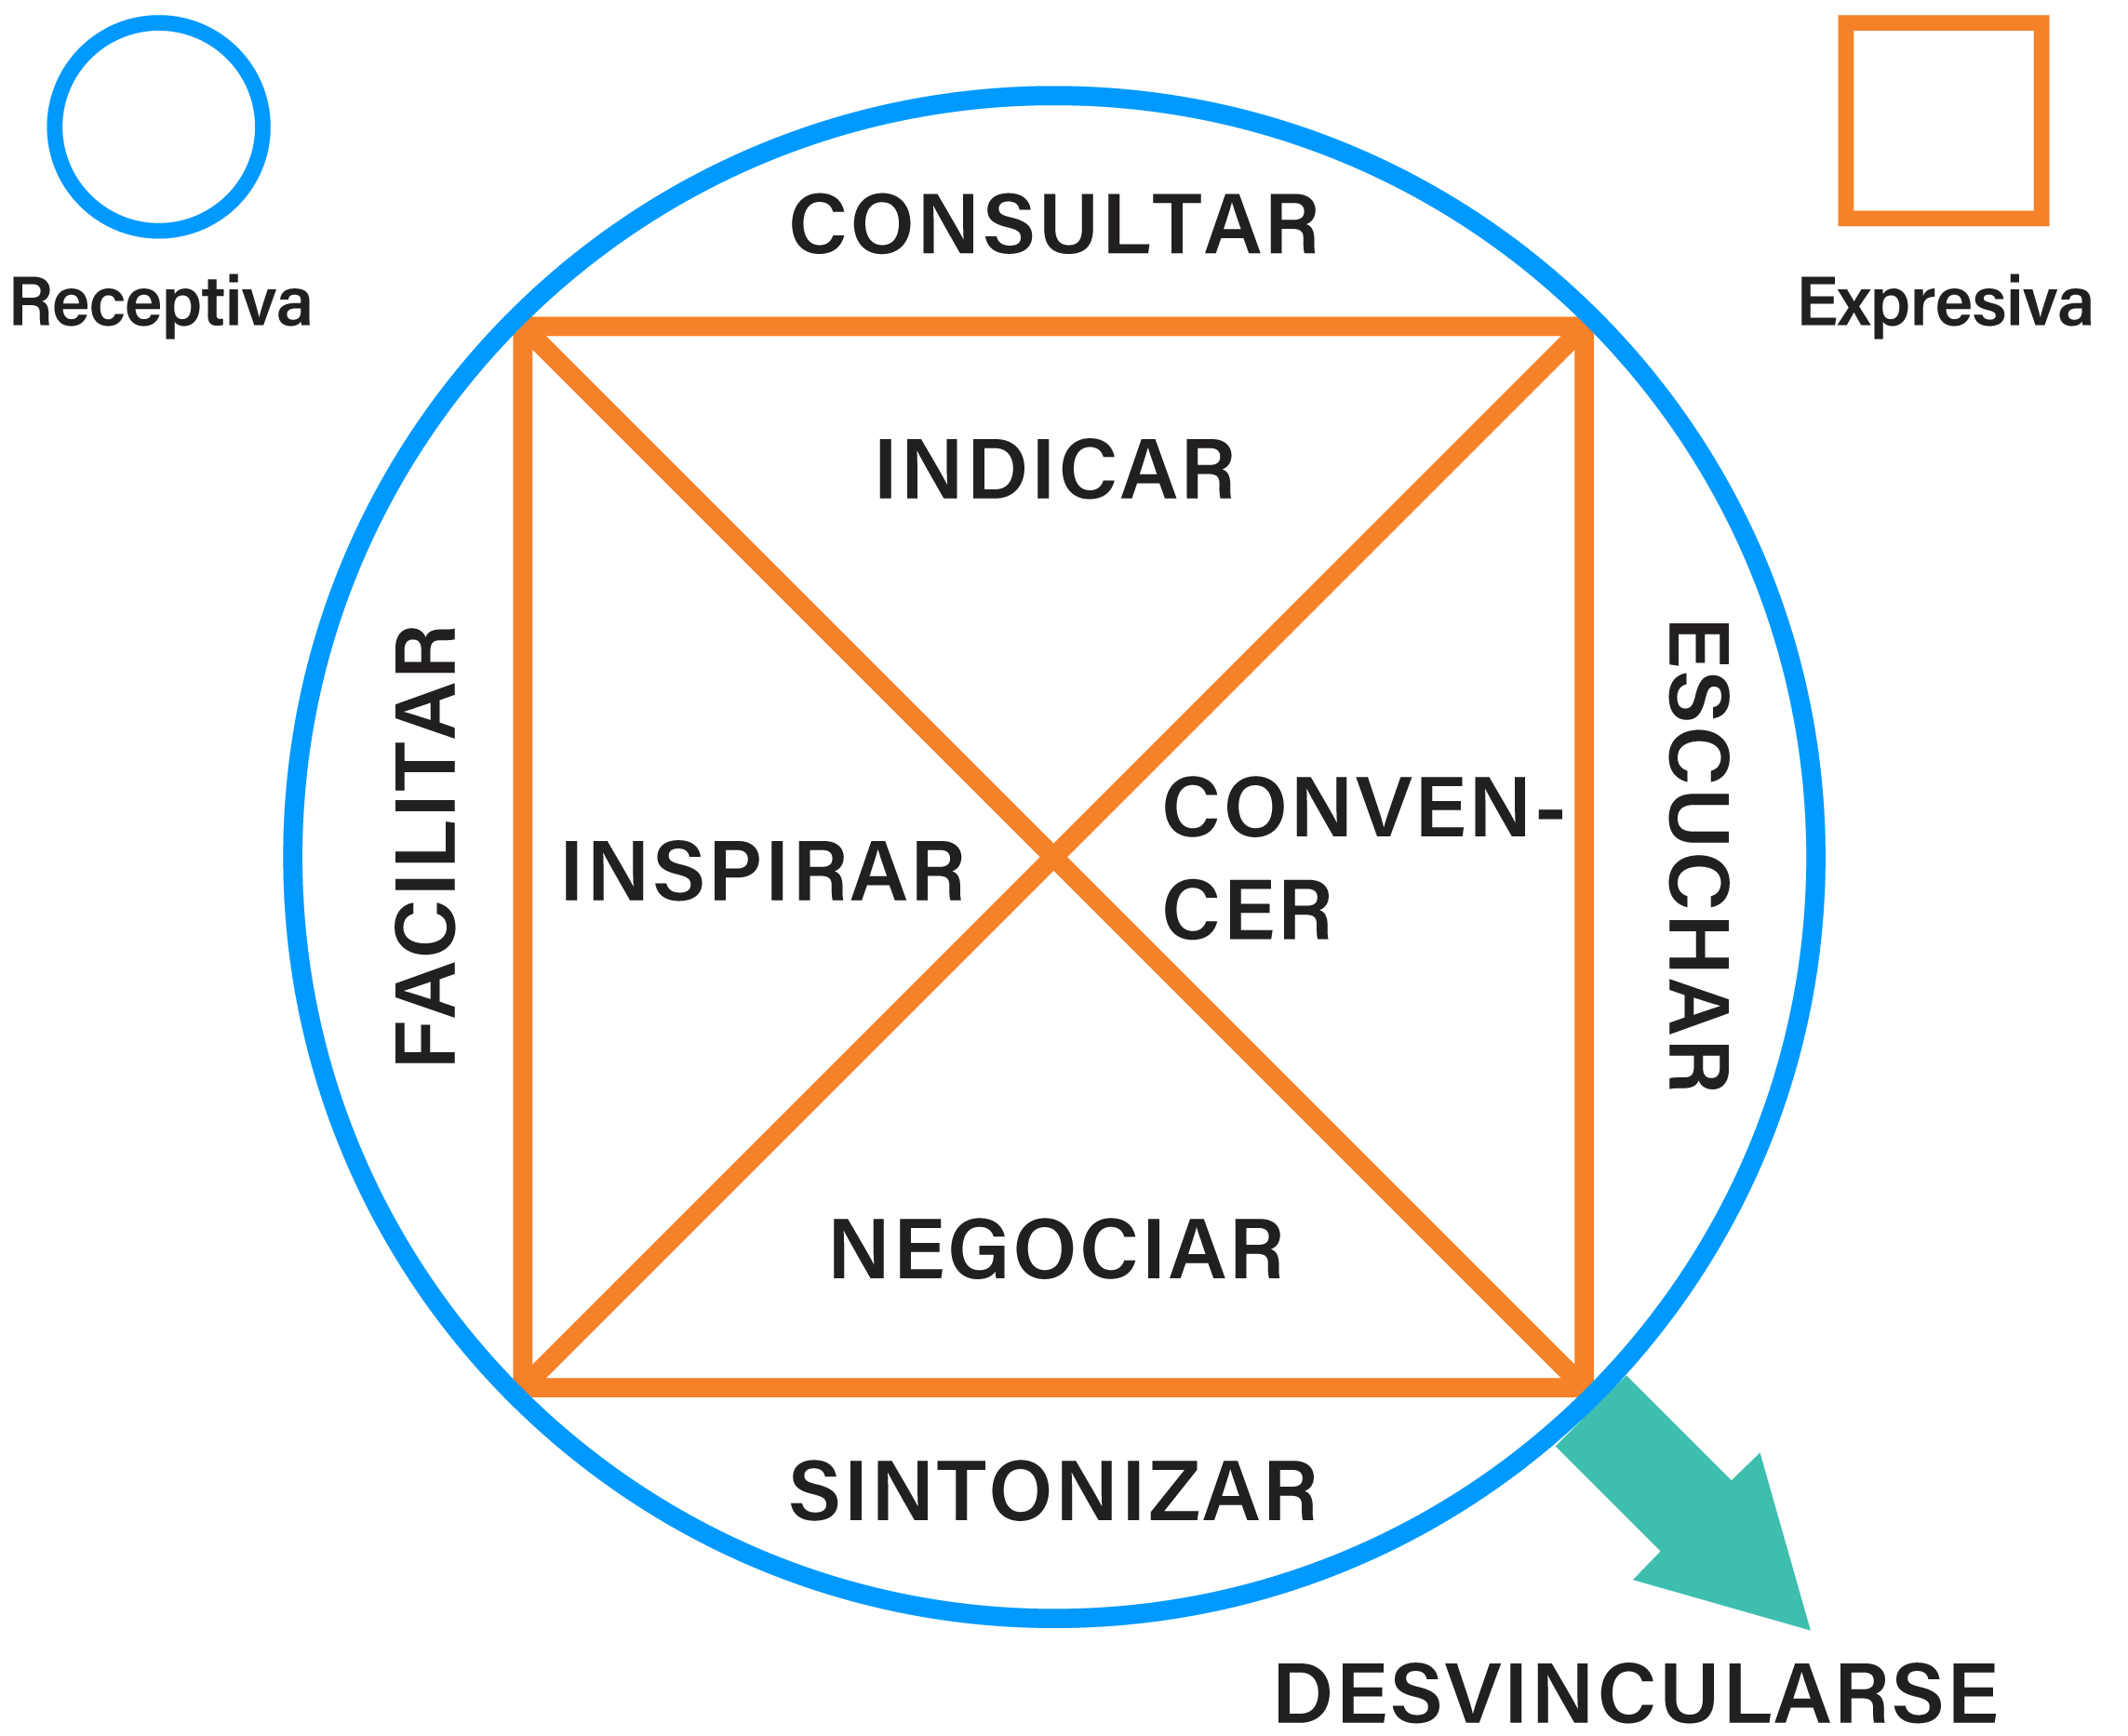 Receptiva
Expresiva
CONSULTAR
INDICAR
FACILITAR
INSPIRAR
CONVEN-
CER
ESCUCHAR
NEGOCIAR
SINTONIZAR
DESVINCULARSE